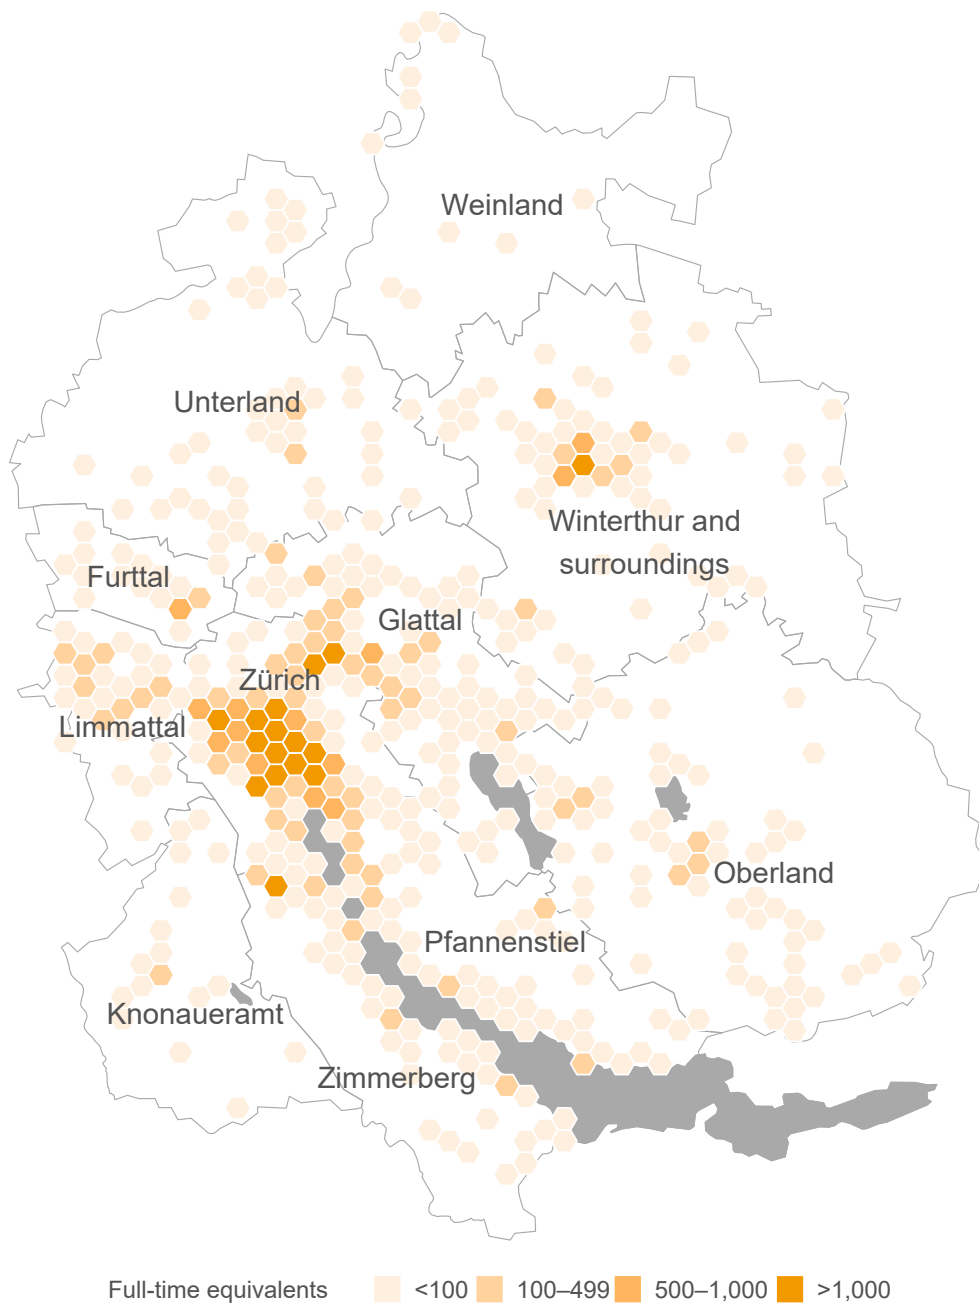 Weinland
Unterland
Winterthur and
surroundings
Furttal
Glattal
Zürich
Limmattal
Oberland
Pfannenstiel
Knonaueramt
Zimmerberg
Full-time equivalents <100 100–499 500–1,000 >1,000